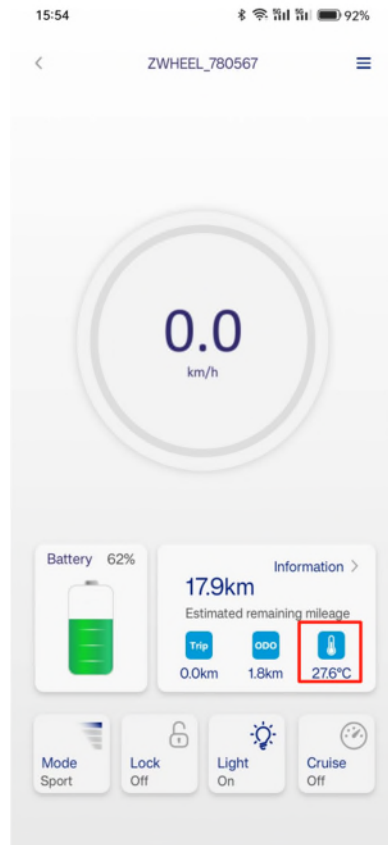 15:54 92%
ZWHEEL_780567
0.0
km/h
Battery 62%
Information >
17.9km
Estimated remaining mileage
Trip ODO
0.0km 1.8km 27.6°C
Mode Lock Light Cruise
Sport Off On Off